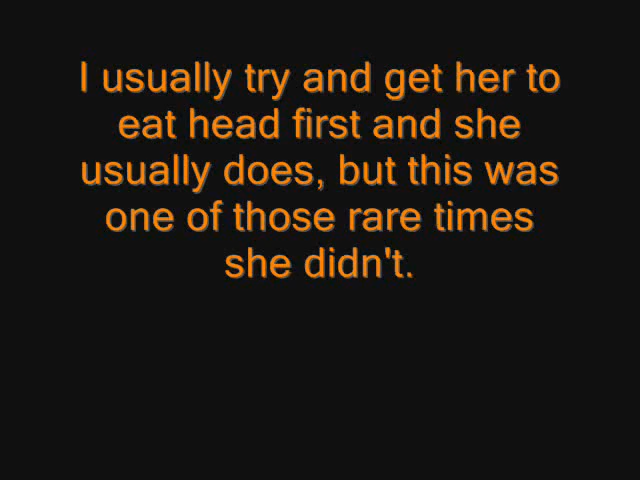 I usually try and get her to
eat head first and she
usually does, but this was
one of those rare times
she didn't.